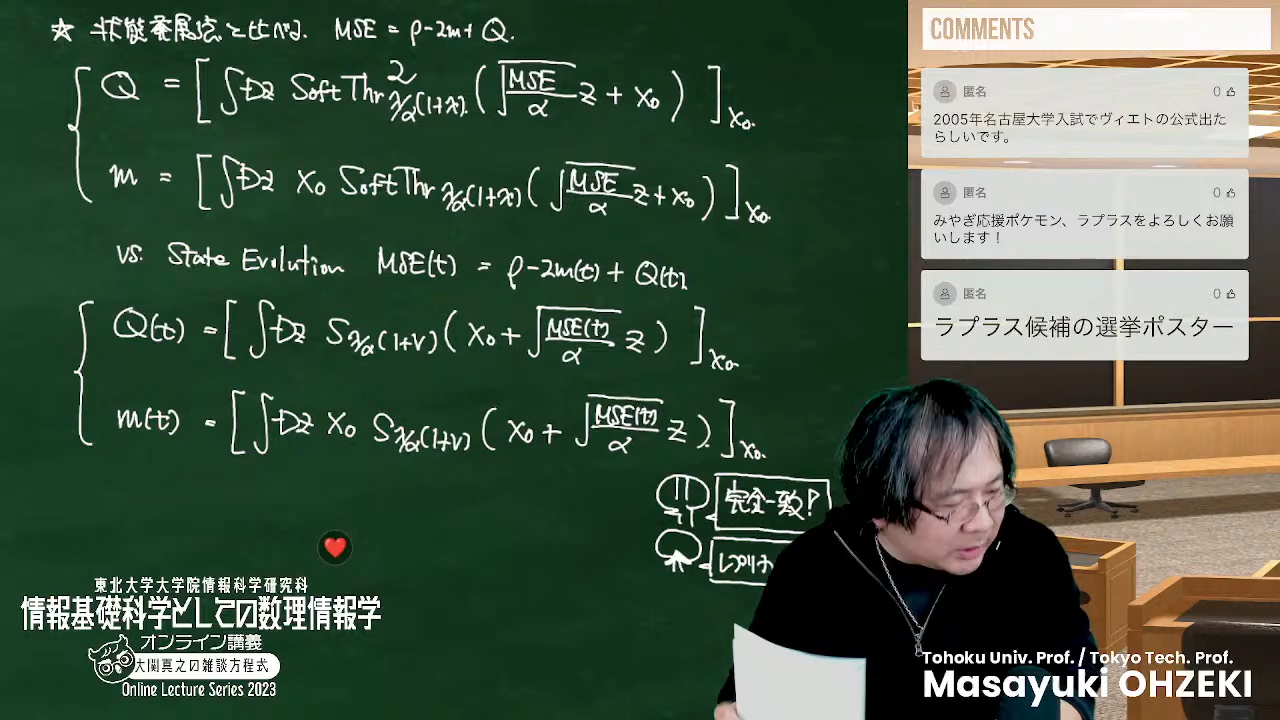 ★ 状態発展法と比べる. MSE = ρ-2m+Q.
Q = [∫Dz SoftThr²λ/α(1+χ) (√MSE/α z + x₀)]x₀.
m = [∫Dz x₀ SoftThrλ/α(1+χ) (√MSE/α z + x₀)]x₀.
vs. State Evolution MSE(t) = ρ-2m(t)+Q(t)
Q(t) = [∫Dz Sλ/α(1+V) (x₀ + √MSE(t)/α z)]x₀.
m(t) = [∫Dz x₀ Sλ/α(1+V) (x₀ + √MSE(t)/α z)]x₀.
完全一致!
レプリカ
東北大学大学院情報科学研究科
情報基礎科学としての数理情報学
オンライン講義
大関真之の雑談方程式
Online Lecture Series 2023
COMMENTS
匿名 0
2005年名古屋大学入試でヴィエトの公式出た
らしいです。
匿名 0
みやぎ応援ポケモン、ラプラスをよろしくお願
いします！
匿名 0
ラプラス候補の選挙ポスター
Tohoku Univ. Prof. / Tokyo Tech. Prof.
Masayuki OHZEKI